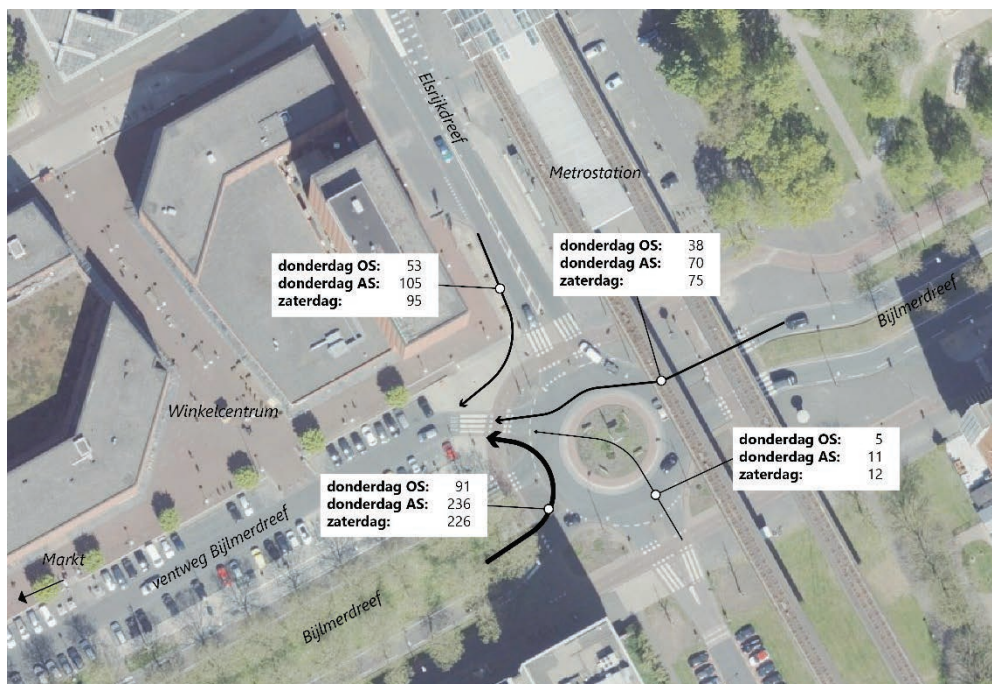 Elsrijkdreef
Metrostation
donderdag OS: 53
donderdag AS: 105
zaterdag: 95
donderdag OS: 38
donderdag AS: 70
zaterdag: 75
Bijlmerdreef
Winkelcentrum
donderdag OS: 5
donderdag AS: 11
zaterdag: 12
donderdag OS: 91
donderdag AS: 236
zaterdag: 226
Markt
ventweg Bijlmerdreef
Bijlmerdreef